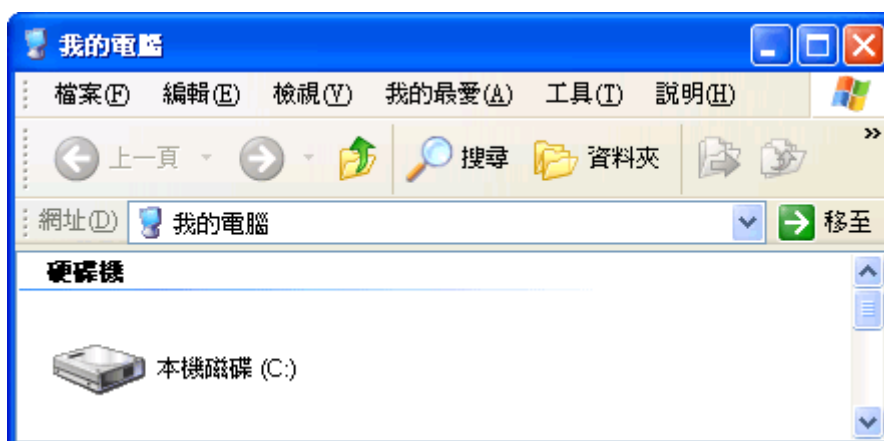 我的電腦
檔案(F) 編輯(E) 檢視(V) 我的最愛(A) 工具(T) 說明(H)
上一頁 搜尋 資料夾 »
網址(D) 我的電腦 移至
硬碟機
本機磁碟 (C:)